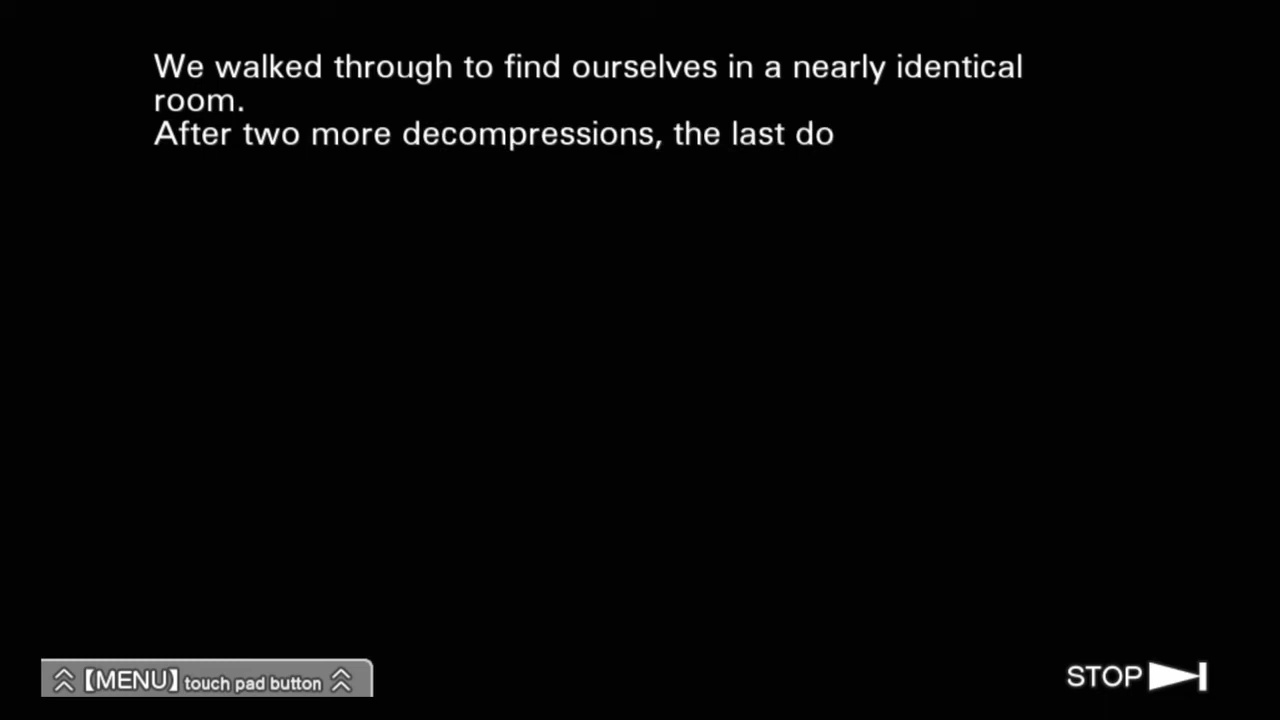 We walked through to find ourselves in a nearly identical
room.
After two more decompressions, the last do
【MENU】touch pad button
STOP